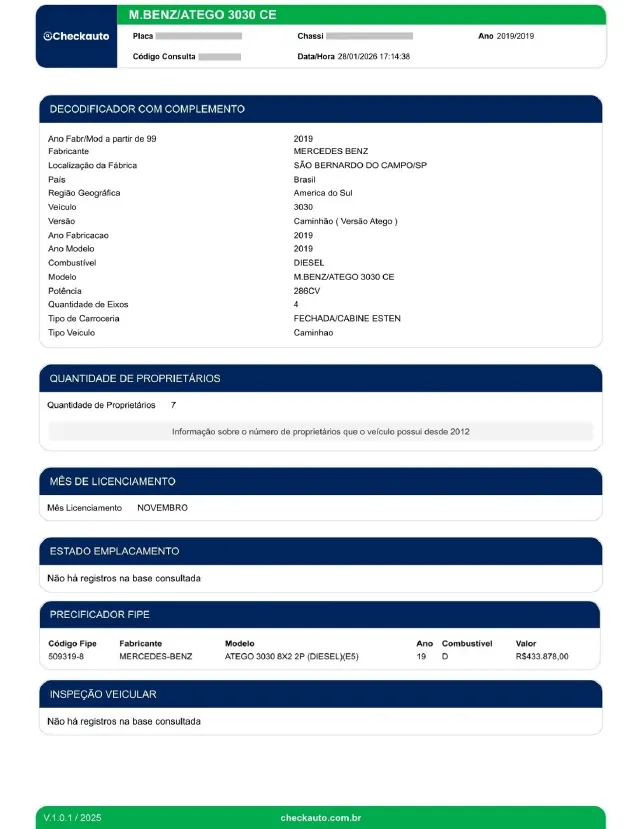 M.BENZ/ATEGO 3030 CE
Checkauto
Placa Chassi Ano 2019/2019
Código Consulta Data/Hora 28/01/2026 17:14:38
DECODIFICADOR COM COMPLEMENTO
Ano Fabr/Mod a partir de 99 2019
Fabricante MERCEDES BENZ
Localização da Fábrica SÃO BERNARDO DO CAMPO/SP
País Brasil
Região Geográfica America do Sul
Veículo 3030
Versão Caminhão ( Versão Atego )
Ano Fabricacao 2019
Ano Modelo 2019
Combustível DIESEL
Modelo M.BENZ/ATEGO 3030 CE
Potência 286CV
Quantidade de Eixos 4
Tipo de Carroceria FECHADA/CABINE ESTEN
Tipo Veiculo Caminhao
QUANTIDADE DE PROPRIETÁRIOS
Quantidade de Proprietários 7
Informação sobre o número de proprietários que o veículo possui desde 2012
MÊS DE LICENCIAMENTO
Mês Licenciamento NOVEMBRO
ESTADO EMPLACAMENTO
Não há registros na base consultada
PRECIFICADOR FIPE
Código Fipe Fabricante Modelo Ano Combustível Valor
509319-8 MERCEDES-BENZ ATEGO 3030 8X2 2P (DIESEL)(E5) 19 D R$433.878,00
INSPEÇÃO VEICULAR
Não há registros na base consultada
V.1.0.1 / 2025 checkauto.com.br